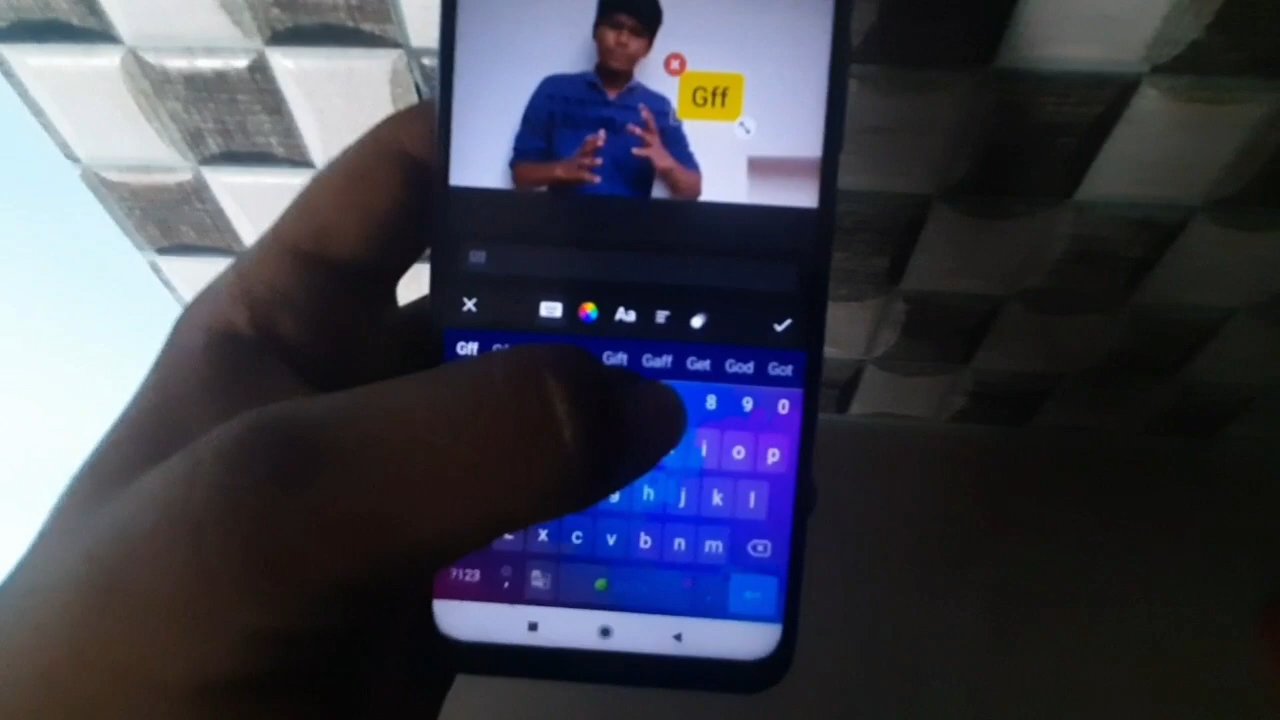 Gff
Aa
Gff Gift Gaff Get God Got
8 9 0
i o p
g h j k l
x c v b n m
?123 , .